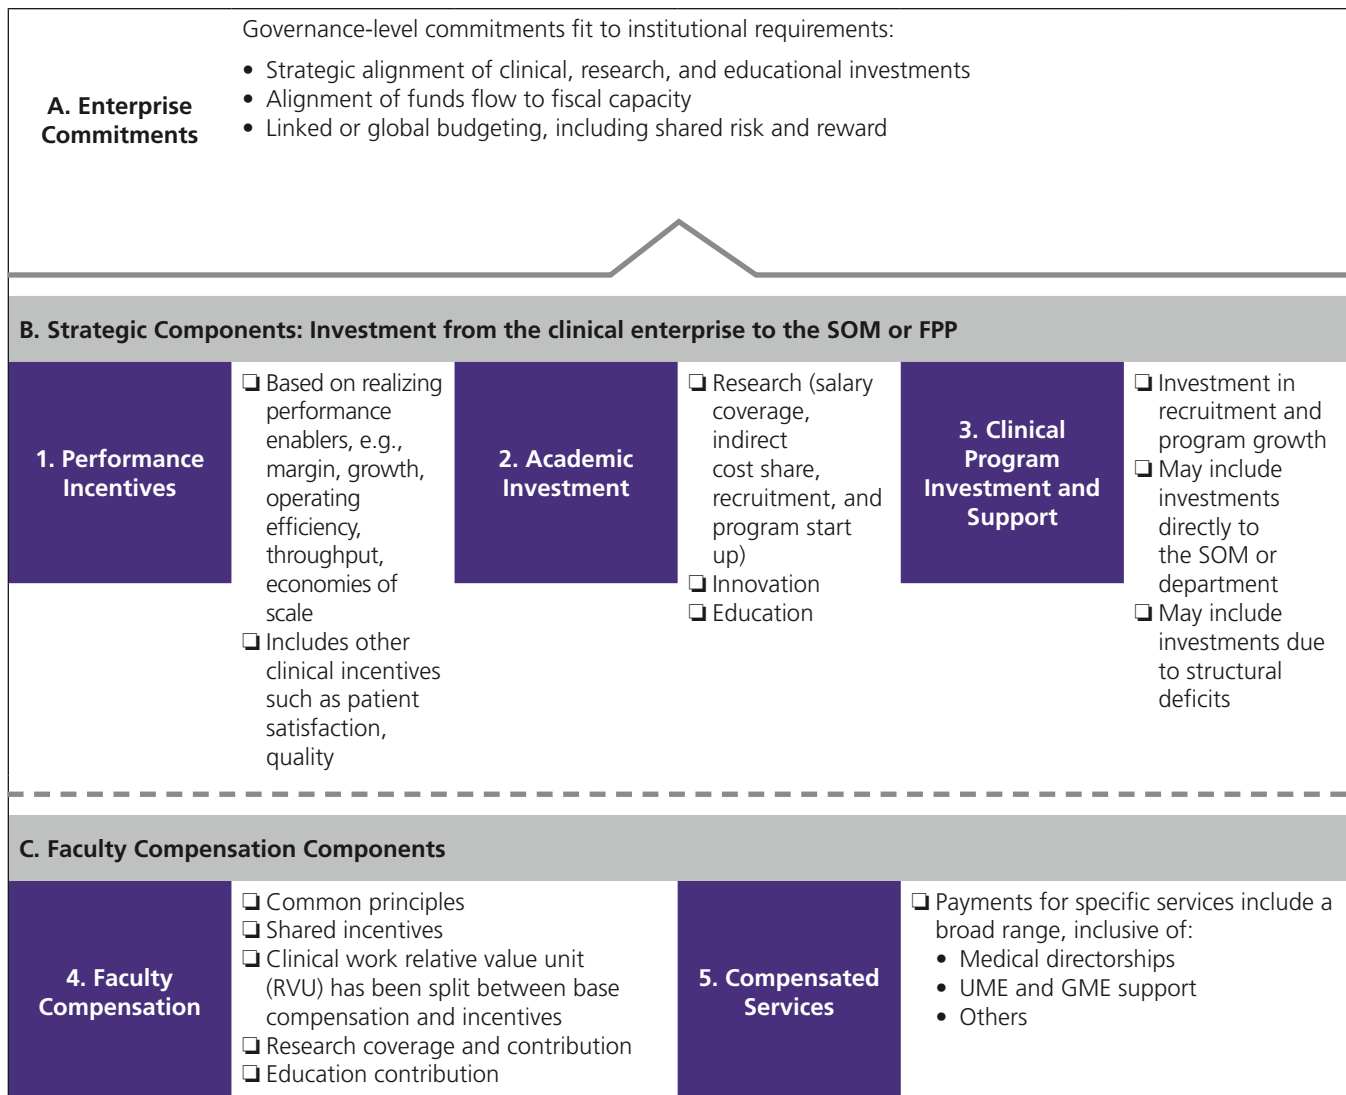 Governance-level commitments fit to institutional requirements:
• Strategic alignment of clinical, research, and educational investments
• Alignment of funds flow to fiscal capacity
• Linked or global budgeting, including shared risk and reward
A. Enterprise
Commitments
B. Strategic Components: Investment from the clinical enterprise to the SOM or FPP
1. Performance
Incentives
❏ Based on realizing
performance
enablers, e.g.,
margin, growth,
operating
efficiency,
throughput,
economies of
scale
❏ Includes other
clinical incentives
such as patient
satisfaction,
quality
2. Academic
Investment
❏ Research (salary
coverage,
indirect
cost share,
recruitment, and
program start
up)
❏ Innovation
❏ Education
3. Clinical
Program
Investment and
Support
❏ Investment in
recruitment and
program growth
❏ May include
investments
directly to
the SOM or
department
❏ May include
investments due
to structural
deficits
C. Faculty Compensation Components
4. Faculty
Compensation
❏ Common principles
❏ Shared incentives
❏ Clinical work relative value unit
(RVU) has been split between base
compensation and incentives
❏ Research coverage and contribution
❏ Education contribution
5. Compensated
Services
❏ Payments for specific services include a
broad range, inclusive of:
• Medical directorships
• UME and GME support
• Others